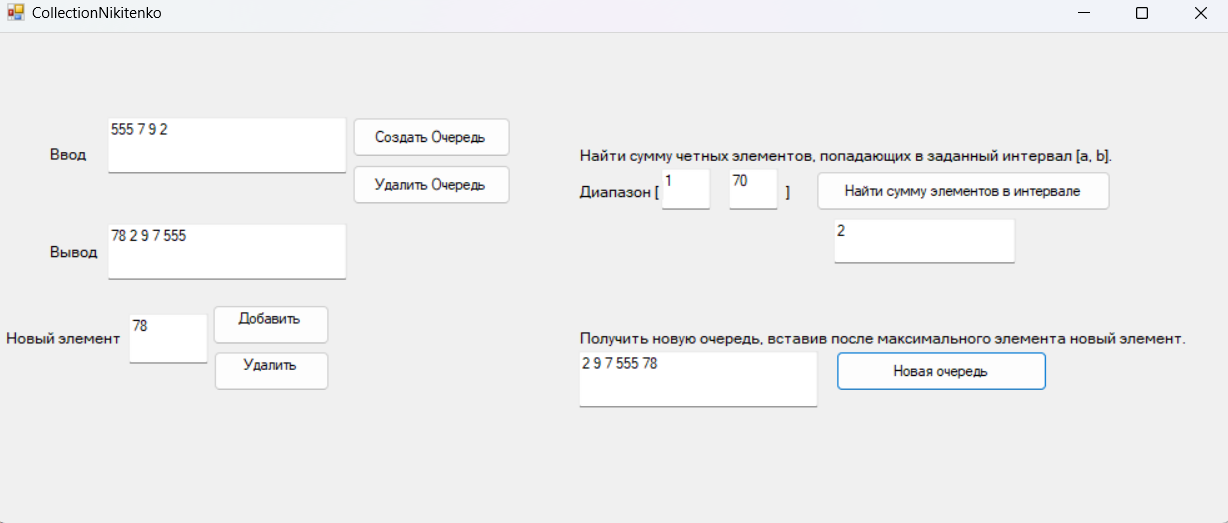 CollectionNikitenko
Ввод
555 7 9 2
Создать Очередь
Удалить Очередь
Вывод
78 2 9 7 555
Новый элемент
78
Добавить
Удалить
Найти сумму четных элементов, попадающих в заданный интервал [a, b].
Диапазон [ 1 70 ]
Найти сумму элементов в интервале
2
Получить новую очередь, вставив после максимального элемента новый элемент.
2 9 7 555 78
Новая очередь